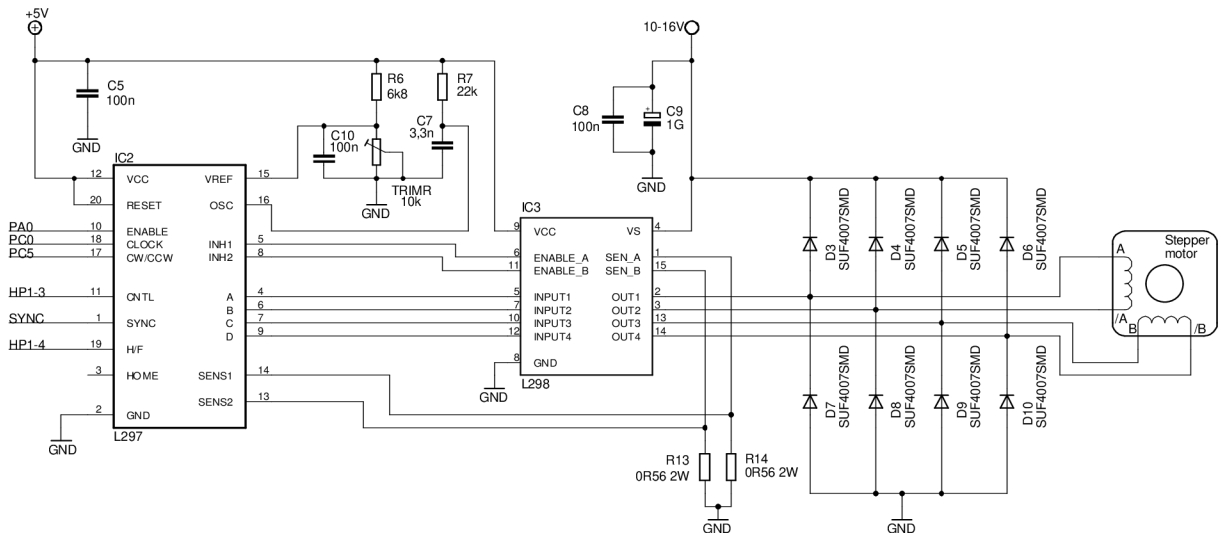 +5V
10-16V
C5
100n
GND
R6
6k8
R7
22k
C10
100n
C7
3,3n
TRIMR
10k
GND
C8
100n
+
C9
1G
GND
IC2
12 VCC VREF 15
20 RESET OSC 16
PA0 10 ENABLE
PC0 18 CLOCK INH1 5
PC5 17 CW/CCW INH2 8
HP1-3 11 CNTL A 4
B 6
SYNC 1 SYNC C 7
D 9
HP1-4 19 H/F
3 HOME SENS1 14
SENS2 13
2 GND
L297
GND
IC3
9 VCC VS 4
6 ENABLE_A SEN_A 1
11 ENABLE_B SEN_B 15
5 INPUT1 OUT1 2
7 INPUT2 OUT2 3
10 INPUT3 OUT3 13
12 INPUT4 OUT4 14
8 GND
L298
GND
R13
0R56 2W
R14
0R56 2W
GND
D3
SUF4007SMD
D4
SUF4007SMD
D5
SUF4007SMD
D6
SUF4007SMD
D7
SUF4007SMD
D8
SUF4007SMD
D9
SUF4007SMD
D10
SUF4007SMD
GND
Stepper
motor
A
/A
B
/B